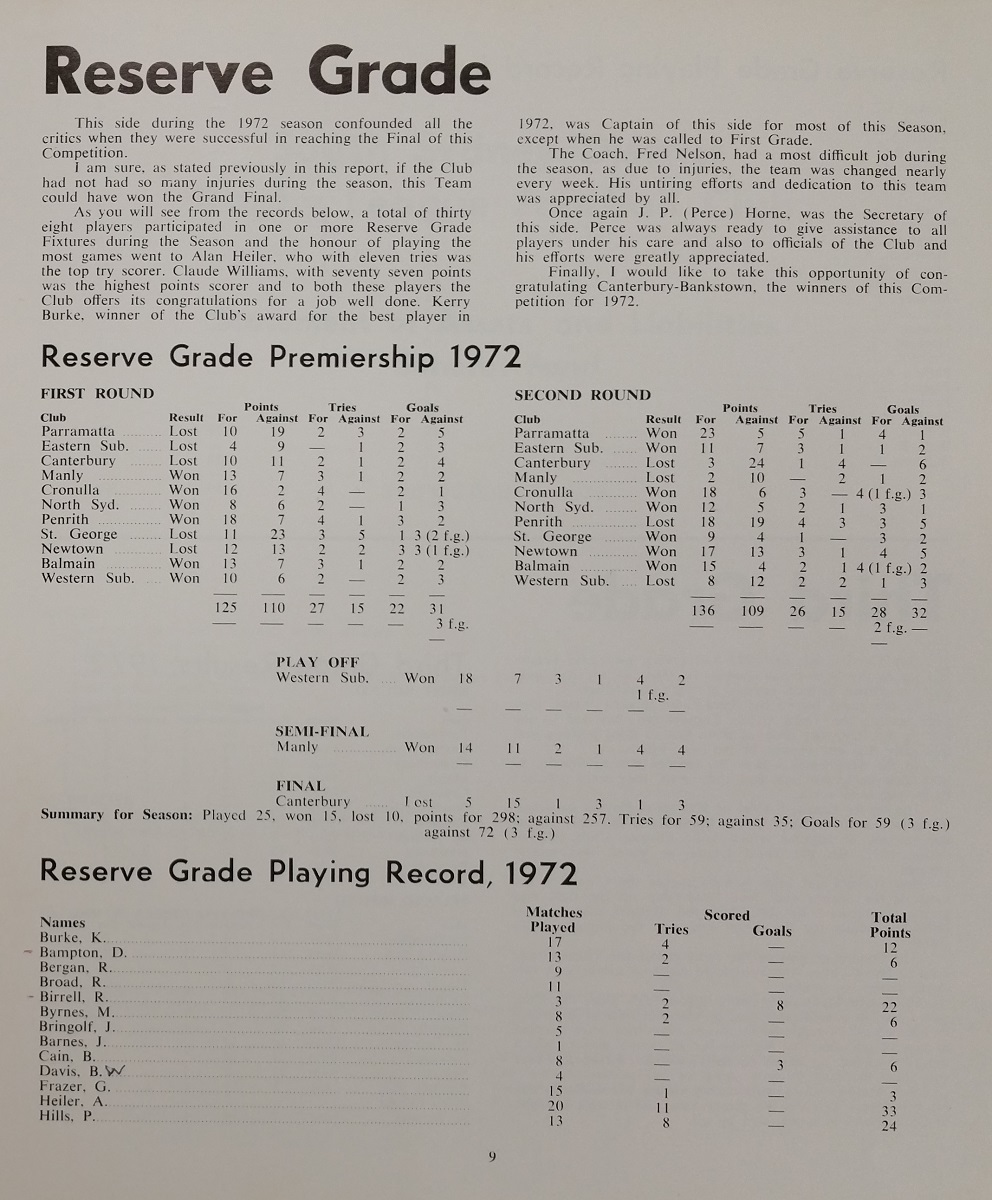 Reserve Grade
This side during the 1972 season confounded all the
critics when they were successful in reaching the Final of this
Competition.
I am sure, as stated previously in this report, if the Club
had not had so many injuries during the season, this Team
could have won the Grand Final.
As you will see from the records below, a total of thirty
eight players participated in one or more Reserve Grade
Fixtures during the Season and the honour of playing the
most games went to Alan Heiler, who with eleven tries was
the top try scorer. Claude Williams, with seventy seven points
was the highest points scorer and to both these players the
Club offers its congratulations for a job well done. Kerry
Burke, winner of the Club's award for the best player in
1972, was Captain of this side for most of this Season,
except when he was called to First Grade.
The Coach, Fred Nelson, had a most difficult job during
the season, as due to injuries, the team was changed nearly
every week. His untiring efforts and dedication to this team
was appreciated by all.
Once again J. P. (Perce) Horne, was the Secretary of
this side. Perce was always ready to give assistance to all
players under his care and also to officials of the Club and
his efforts were greatly appreciated.
Finally, I would like to take this opportunity of con-
gratulating Canterbury-Bankstown, the winners of this Com-
petition for 1972.
Reserve Grade Premiership 1972
FIRST ROUND
Points Tries Goals
Club Result For Against For Against For Against
Parramatta Lost 10 19 2 3 2 5
Eastern Sub. Lost 4 9 — 1 2 3
Canterbury Lost 10 11 2 1 2 4
Manly Won 13 7 3 1 2 2
Cronulla Won 16 2 4 — 2 1
North Syd. Won 8 6 2 — 1 3
Penrith Won 18 7 4 1 3 2
St. George Lost 11 23 3 5 1 3 (2 f.g.)
Newtown Lost 12 13 2 2 3 3 (1 f.g.)
Balmain Won 13 7 3 1 2 2
Western Sub. Won 10 6 2 — 2 3
125 110 27 15 22 31
3 f.g.
SECOND ROUND
Points Tries Goals
Club Result For Against For Against For Against
Parramatta Won 23 5 5 1 4 1
Eastern Sub. Won 11 7 3 1 1 2
Canterbury Lost 3 24 1 4 — 6
Manly Lost 2 10 — 2 1 2
Cronulla Won 18 6 3 — 4 (1 f.g.) 3
North Syd. Won 12 5 2 1 3 1
Penrith Lost 18 19 4 3 3 5
St. George Won 9 4 1 — 3 2
Newtown Won 17 13 3 1 4 5
Balmain Won 15 4 2 1 4 (1 f.g.) 2
Western Sub. Lost 8 12 2 2 1 3
136 109 26 15 28 32
2 f.g. —
PLAY OFF
Western Sub. Won 18 7 3 1 4 2
1 f.g.
SEMI-FINAL
Manly Won 14 11 2 1 4 4
FINAL
Canterbury Lost 5 15 1 3 1 3
Summary for Season: Played 25, won 15, lost 10, points for 298; against 257. Tries for 59; against 35; Goals for 59 (3 f.g.)
against 72 (3 f.g.)
Reserve Grade Playing Record, 1972
Matches Scored Total
Names Played Tries Goals Points
Burke, K. 17 4 — 12
Bampton, D. 13 2 — 6
Bergan, R. 9 — — —
Broad, R. 11 — — —
Birrell, R. 3 2 8 22
Byrnes, M. 8 2 — 6
Bringolf, J. 5 — — —
Barnes, J. 1 — — —
Cain, B. 8 — 3 6
Davis, B. W 4 — — —
Frazer, G. 15 1 — 3
Heiler, A. 20 11 — 33
Hills, P. 13 8 — 24
9